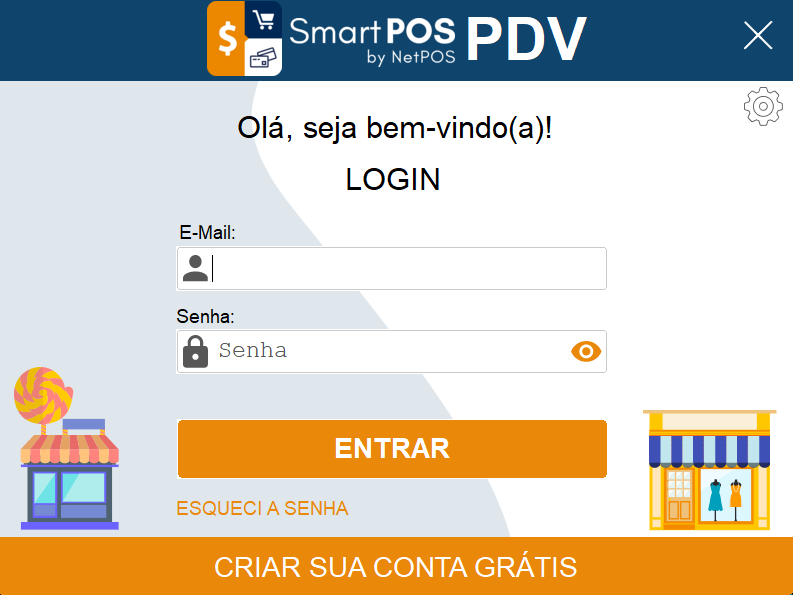 SmartPOS PDV
by NetPOS
Olá, seja bem-vindo(a)!
LOGIN
E-Mail:
Senha:
Senha
ENTRAR
ESQUECI A SENHA
CRIAR SUA CONTA GRÁTIS